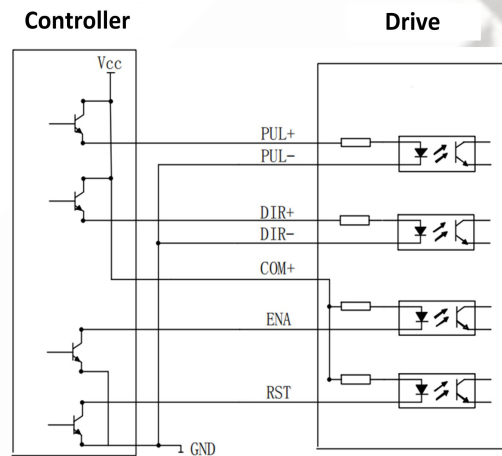 Controller
Drive
Vcc
PUL+
PUL-
DIR+
DIR-
COM+
ENA
RST
GND